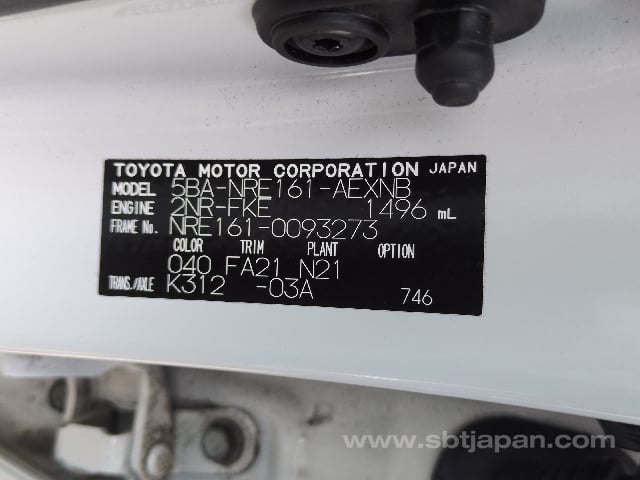 TOYOTA MOTOR CORPORATION JAPAN
MODEL 5BA-NRE161-AEXNB
ENGINE 2NR-FKE 1496 mL
FRAME No. NRE161-0093273
COLOR TRIM PLANT OPTION
040 FA21 N21
TRANS./AXLE K312 -03A 746
www.sbtjapan.com